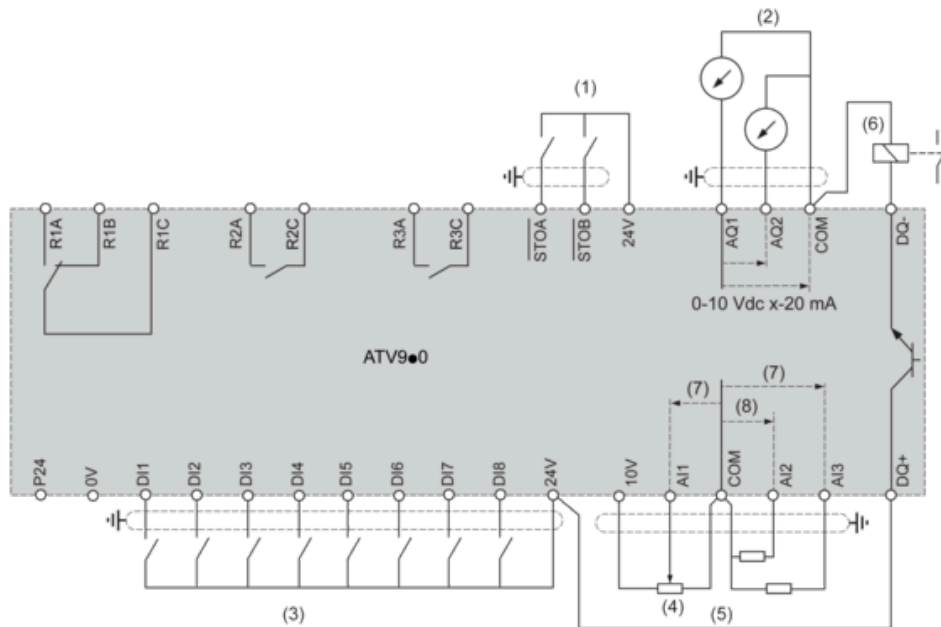 (2)
(1)
(6)
R1A
R1B
R1C
R2A
R2C
R3A
R3C
STOA
STOB
24V
AQ1
AQ2
COM
DQ-
0-10 Vdc x-20 mA
ATV9●0
(7)
(7)
(8)
P24
0V
DI1
DI2
DI3
DI4
DI5
DI6
DI7
DI8
24V
10V
AI1
COM
AI2
AI3
DQ+
(3)
(4)
(5)